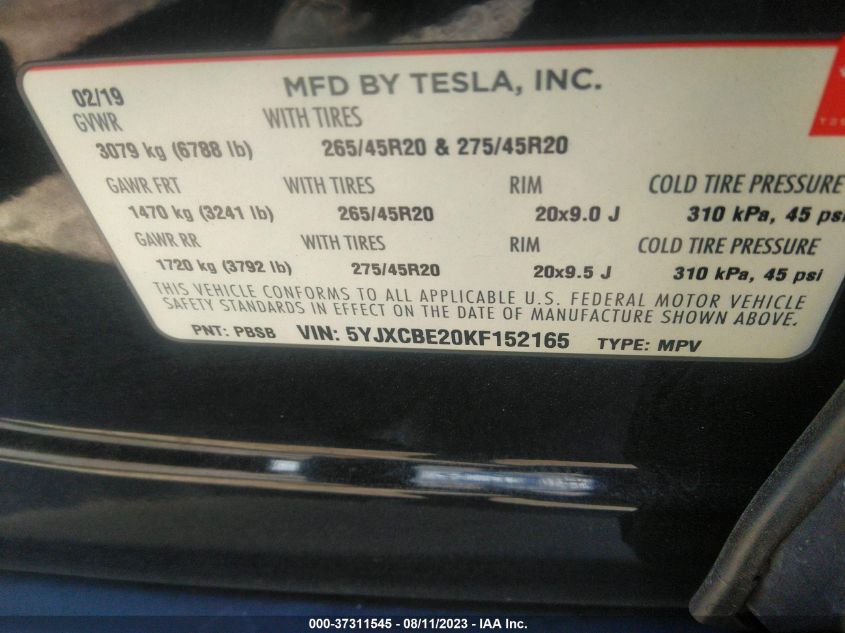 MFD BY TESLA, INC.
02/19
GVWR WITH TIRES
3079 kg (6788 lb) 265/45R20 & 275/45R20
GAWR FRT WITH TIRES RIM COLD TIRE PRESSURE
1470 kg (3241 lb) 265/45R20 20x9.0 J 310 kPa, 45 psi
GAWR RR WITH TIRES RIM COLD TIRE PRESSURE
1720 kg (3792 lb) 275/45R20 20x9.5 J 310 kPa, 45 psi
THIS VEHICLE CONFORMS TO ALL APPLICABLE U.S. FEDERAL MOTOR VEHICLE
SAFETY STANDARDS IN EFFECT ON THE DATE OF MANUFACTURE SHOWN ABOVE.
PNT: PBSB VIN: 5YJXCBE20KF152165 TYPE: MPV
000-37311545 - 08/11/2023 - IAA Inc.